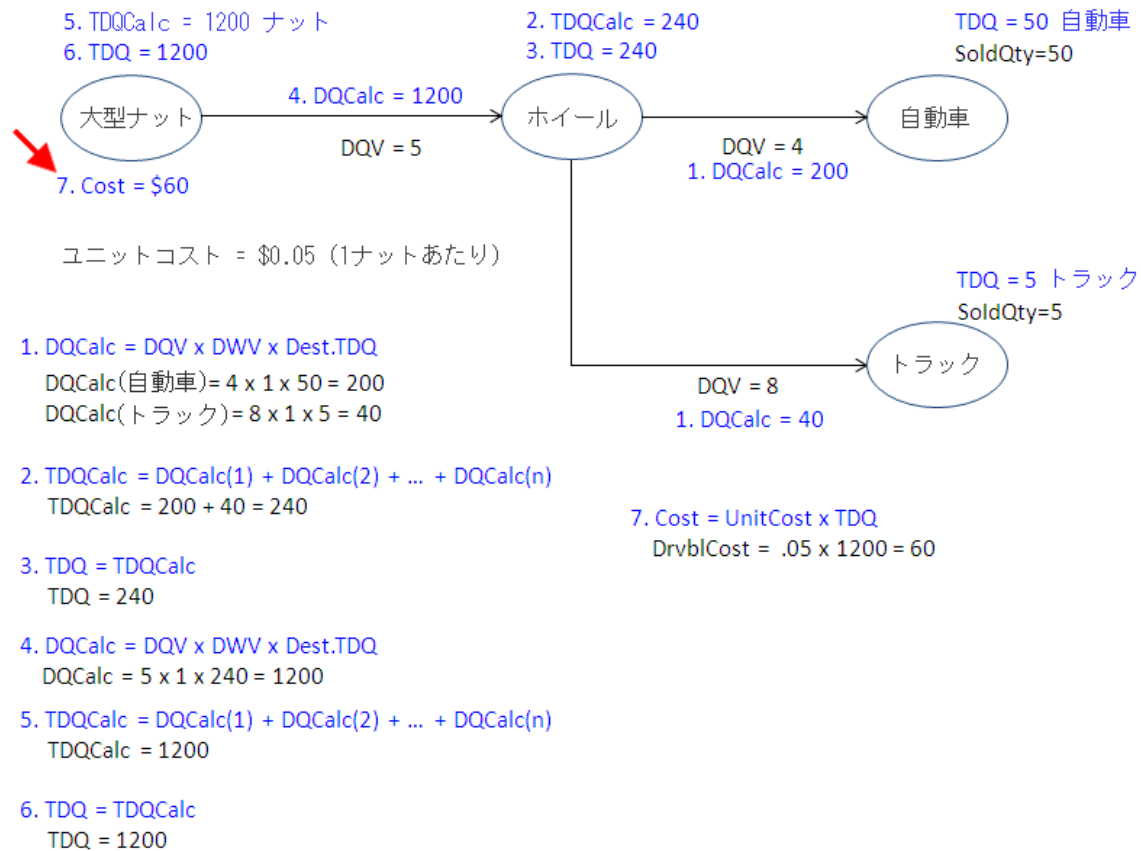 5. TDQCalc = 1200 ナット
6. TDQ = 1200
2. TDQCalc = 240
3. TDQ = 240
TDQ = 50 自動車
SoldQty=50
大型ナット
4. DQCalc = 1200
DQV = 5
ホイール
DQV = 4
1. DQCalc = 200
自動車
7. Cost = $60
ユニットコスト = $0.05 (1ナットあたり)
TDQ = 5 トラック
SoldQty=5
トラック
DQV = 8
1. DQCalc = 40
1. DQCalc = DQV x DWV x Dest.TDQ
DQCalc(自動車)= 4 x 1 x 50 = 200
DQCalc(トラック)= 8 x 1 x 5 = 40
2. TDQCalc = DQCalc(1) + DQCalc(2) + ... + DQCalc(n)
TDQCalc = 200 + 40 = 240
3. TDQ = TDQCalc
TDQ = 240
4. DQCalc = DQV x DWV x Dest.TDQ
DQCalc = 5 x 1 x 240 = 1200
5. TDQCalc = DQCalc(1) + DQCalc(2) + ... + DQCalc(n)
TDQCalc = 1200
6. TDQ = TDQCalc
TDQ = 1200
7. Cost = UnitCost x TDQ
DrvblCost = .05 x 1200 = 60